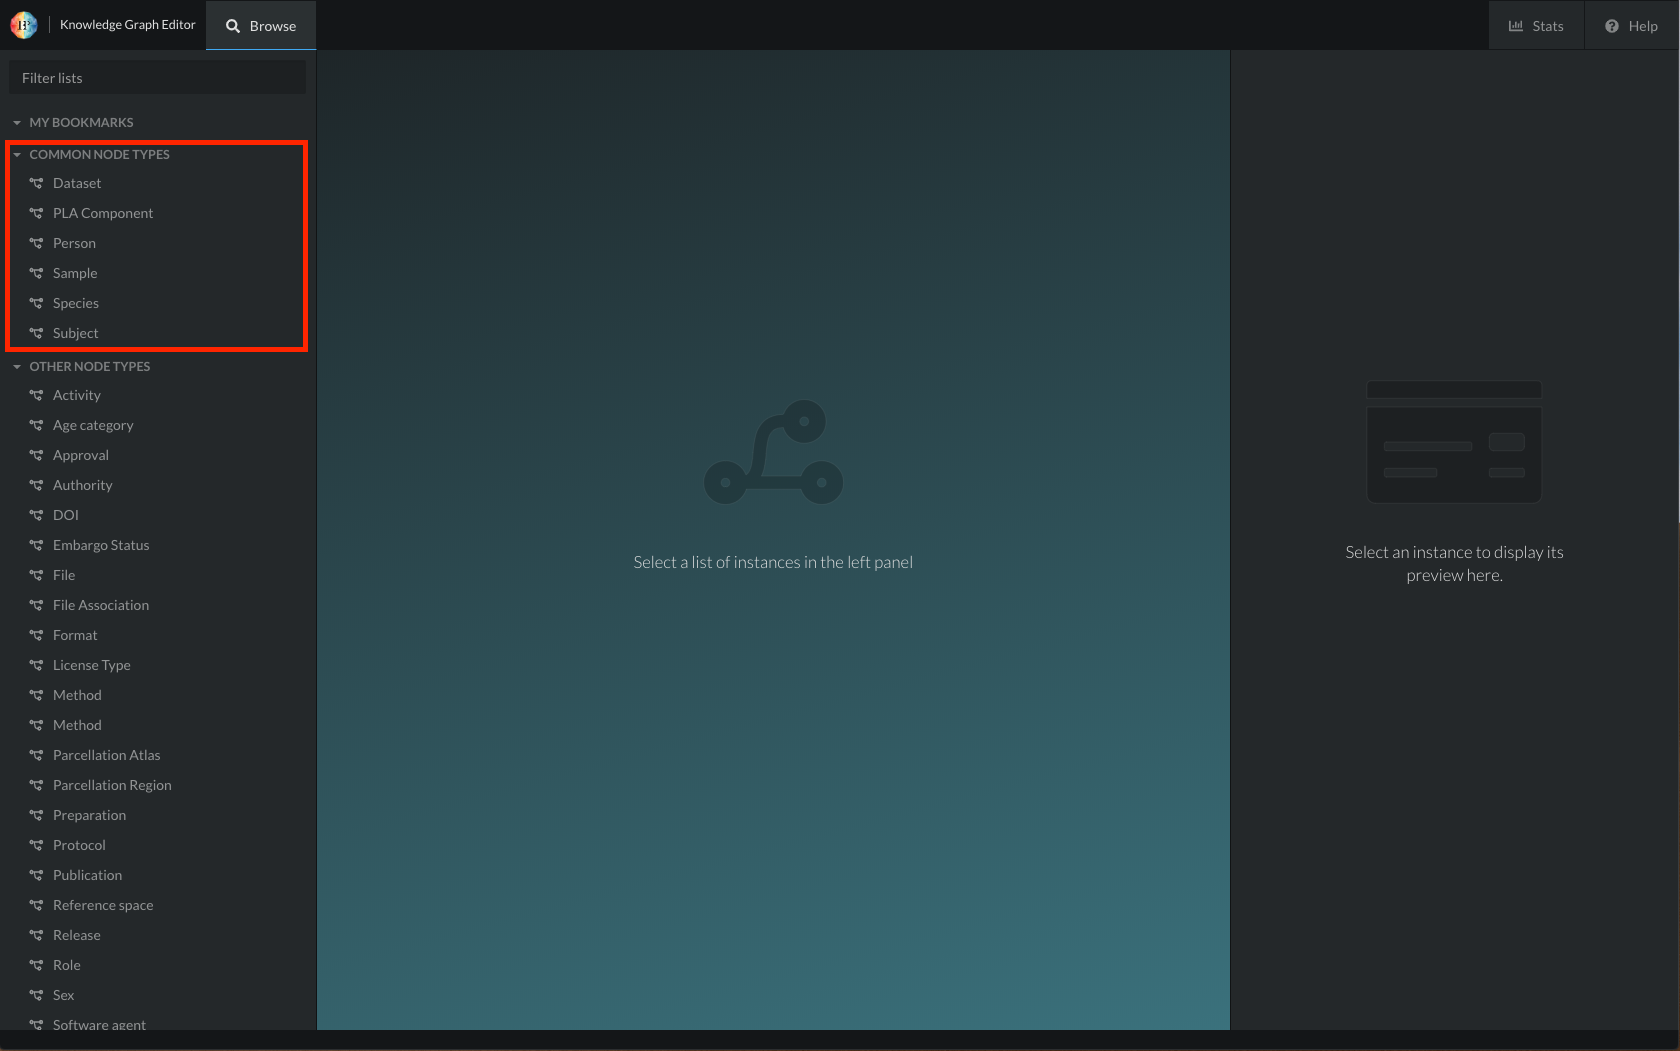 Knowledge Graph Editor
Browse
Stats
Help
Filter lists
MY BOOKMARKS
COMMON NODE TYPES
Dataset
PLA Component
Person
Sample
Species
Subject
OTHER NODE TYPES
Activity
Age category
Approval
Authority
DOI
Embargo Status
File
File Association
Format
License Type
Method
Method
Parcellation Atlas
Parcellation Region
Preparation
Protocol
Publication
Reference space
Release
Role
Sex
Software agent
Select a list of instances in the left panel
Select an instance to display its
preview here.